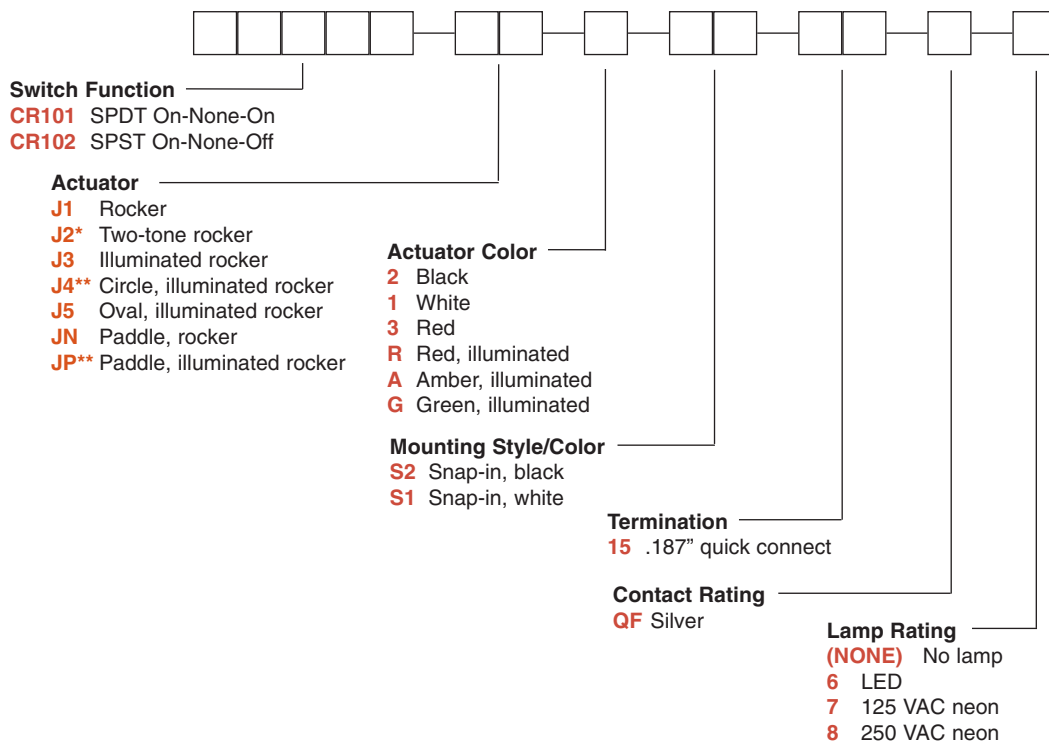 Switch Function
CR101 SPDT On-None-On
CR102 SPST On-None-Off
Actuator
J1 Rocker
J2* Two-tone rocker
J3 Illuminated rocker
J4** Circle, illuminated rocker
J5 Oval, illuminated rocker
JN Paddle, rocker
JP** Paddle, illuminated rocker
Actuator Color
2 Black
1 White
3 Red
R Red, illuminated
A Amber, illuminated
G Green, illuminated
Mounting Style/Color
S2 Snap-in, black
S1 Snap-in, white
Termination
15 .187” quick connect
Contact Rating
QF Silver
Lamp Rating
(NONE) No lamp
6 LED
7 125 VAC neon
8 250 VAC neon